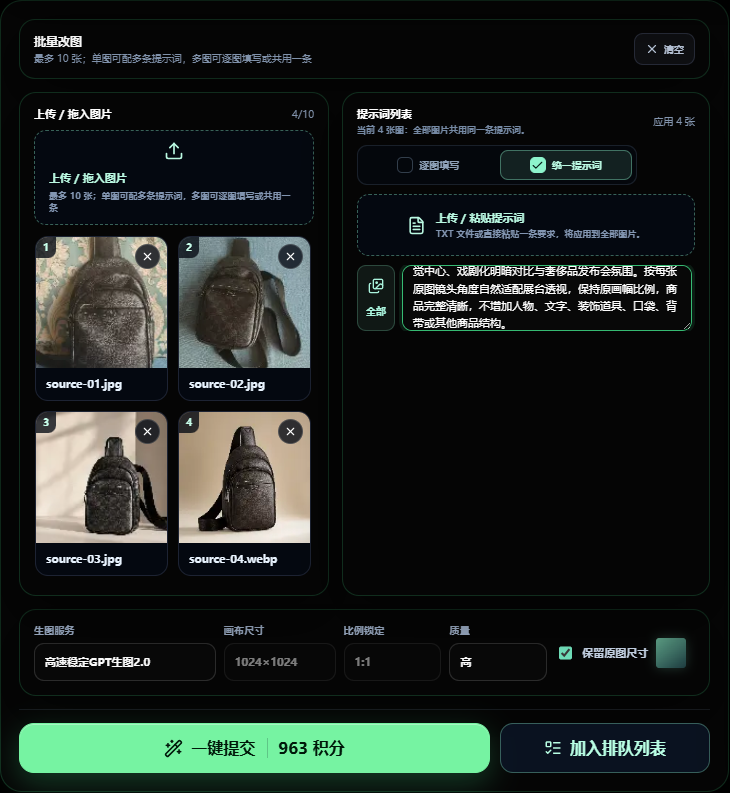 批量改图
最多 10 张；单图可配多条提示词，多图可逐图填写或共用一条
清空
上传 / 拖入图片
4/10
上传 / 拖入图片
最多 10 张；单图可配多条提示词，多图可逐图填写或共用一
条
1
2
source-01.jpg
source-02.jpg
3
4
source-03.jpg
source-04.webp
提示词列表
当前 4 张图：全部图片共用同一条提示词。
应用 4 张
逐图填写
统一提示词
上传 / 粘贴提示词
TXT 文件或直接粘贴一条要求，将应用到全部图片。
全部
觉中心、戏剧化明暗对比与奢侈品发布会氛围。按每张
原图镜头角度自然适配展台透视，保持原画幅比例，商
品完整清晰，不增加人物、文字、装饰道具、口袋、背
带或其他商品结构。
生图服务
画布尺寸
比例锁定
质量
高速稳定GPT生图2.0
1024×1024
1:1
高
保留原图尺寸
一键提交
963 积分
加入排队列表